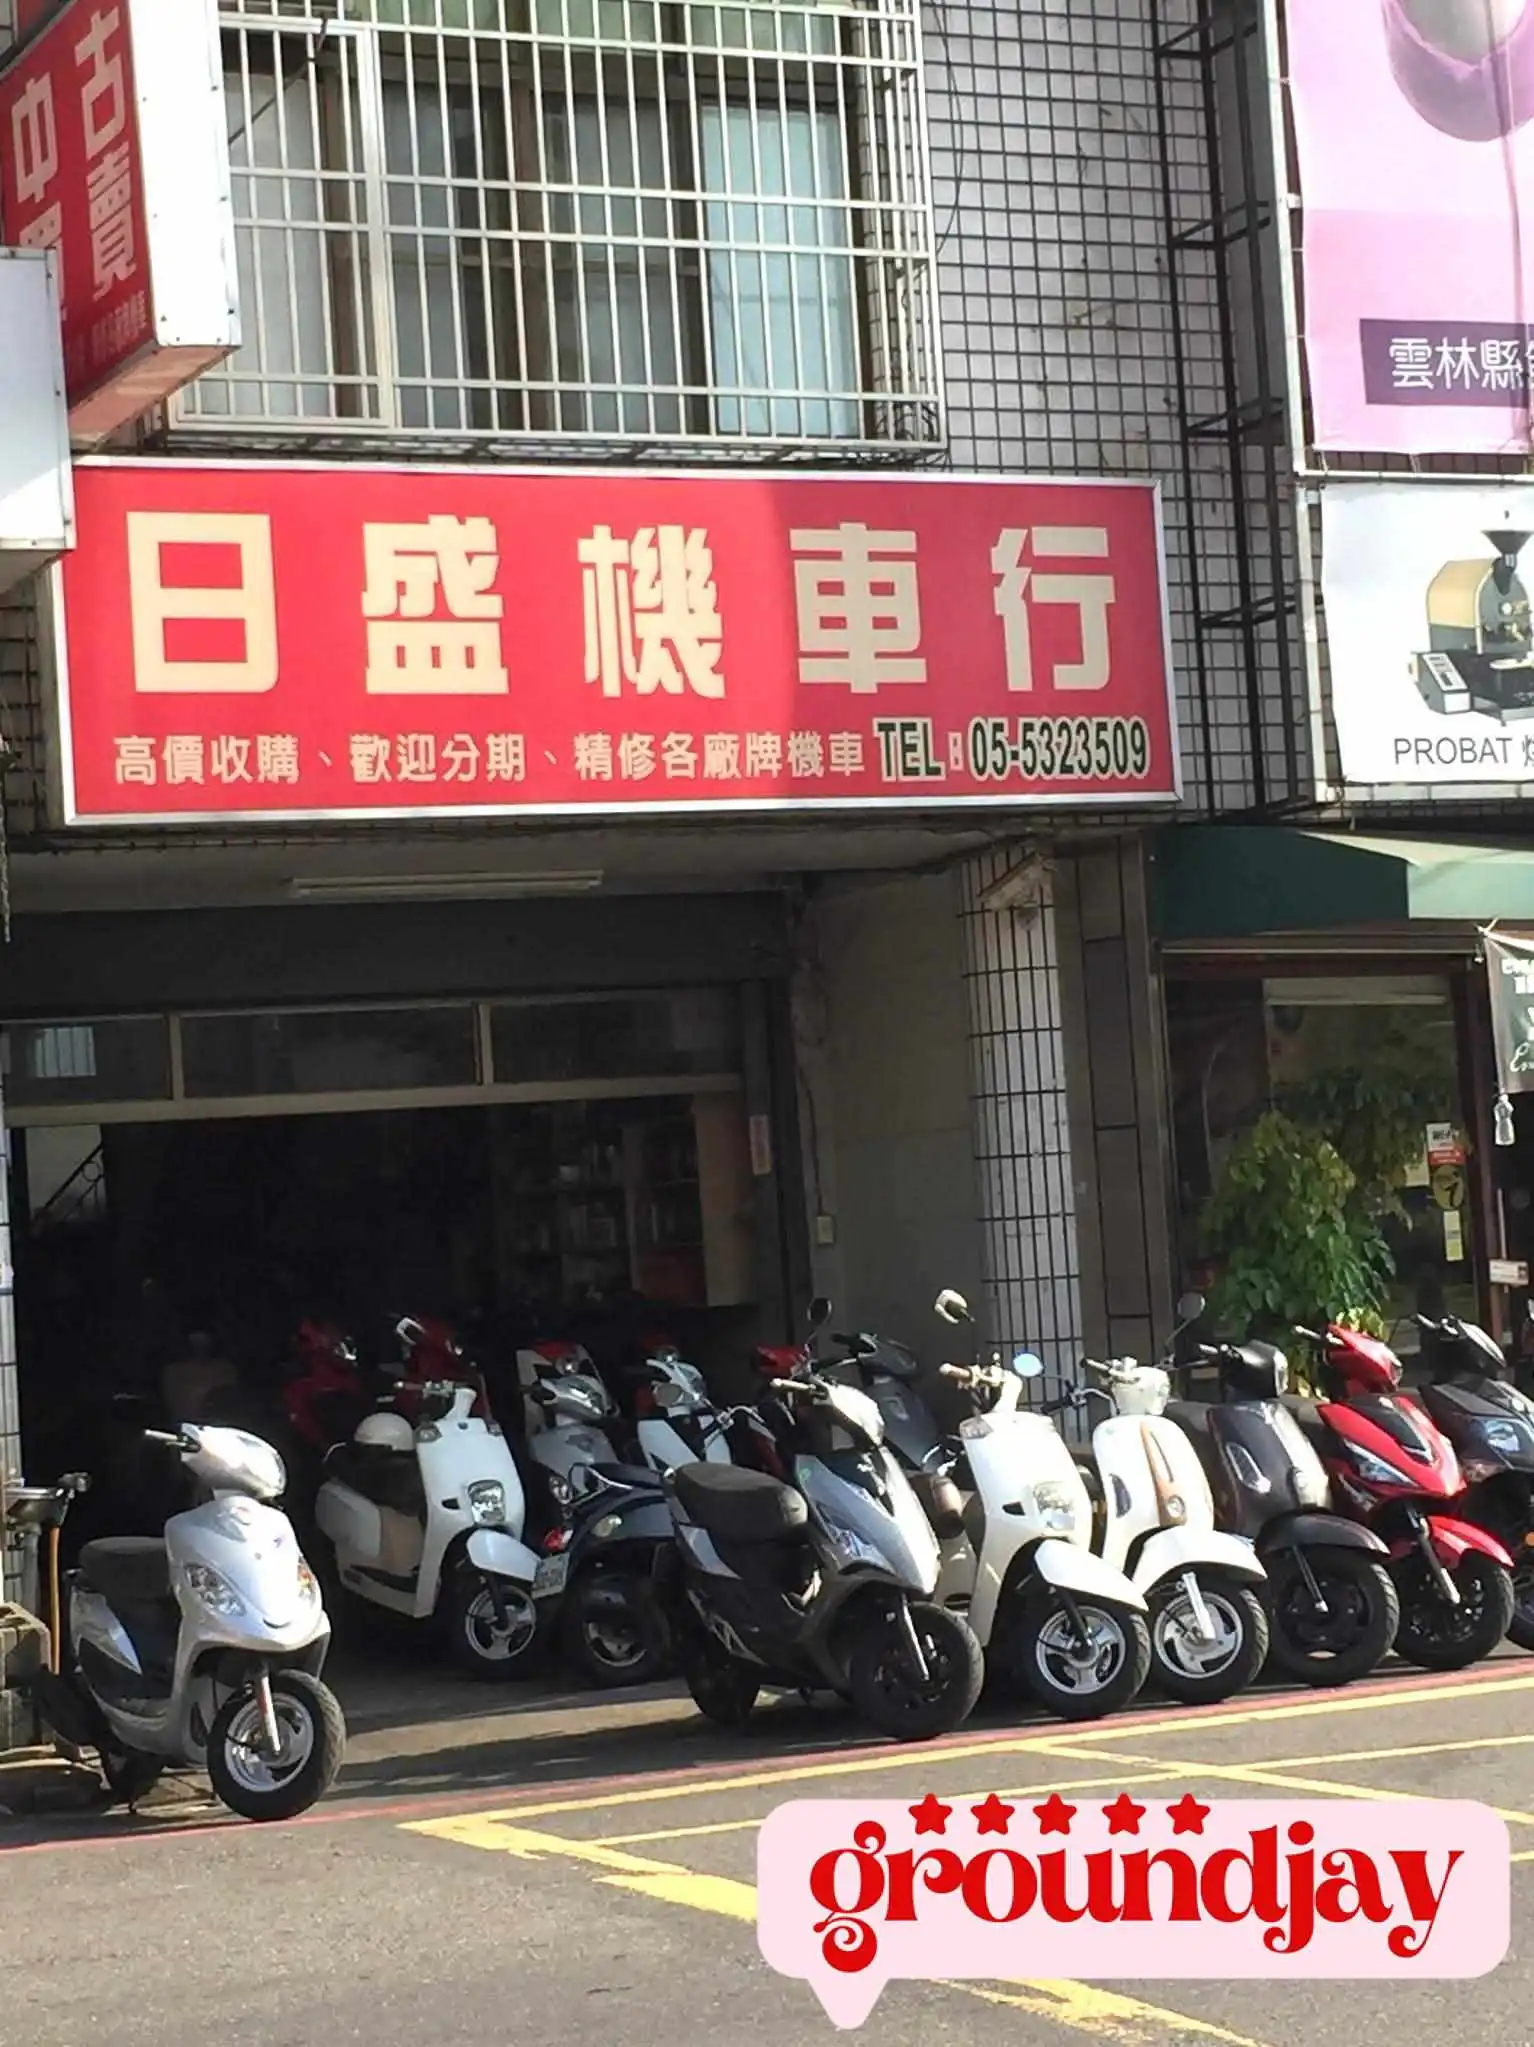 古賣
中買
日盛機車行
高價收購、歡迎分期、精修各廠牌機車 TEL:05-5323509
雲林縣
PROBAT
groundjay